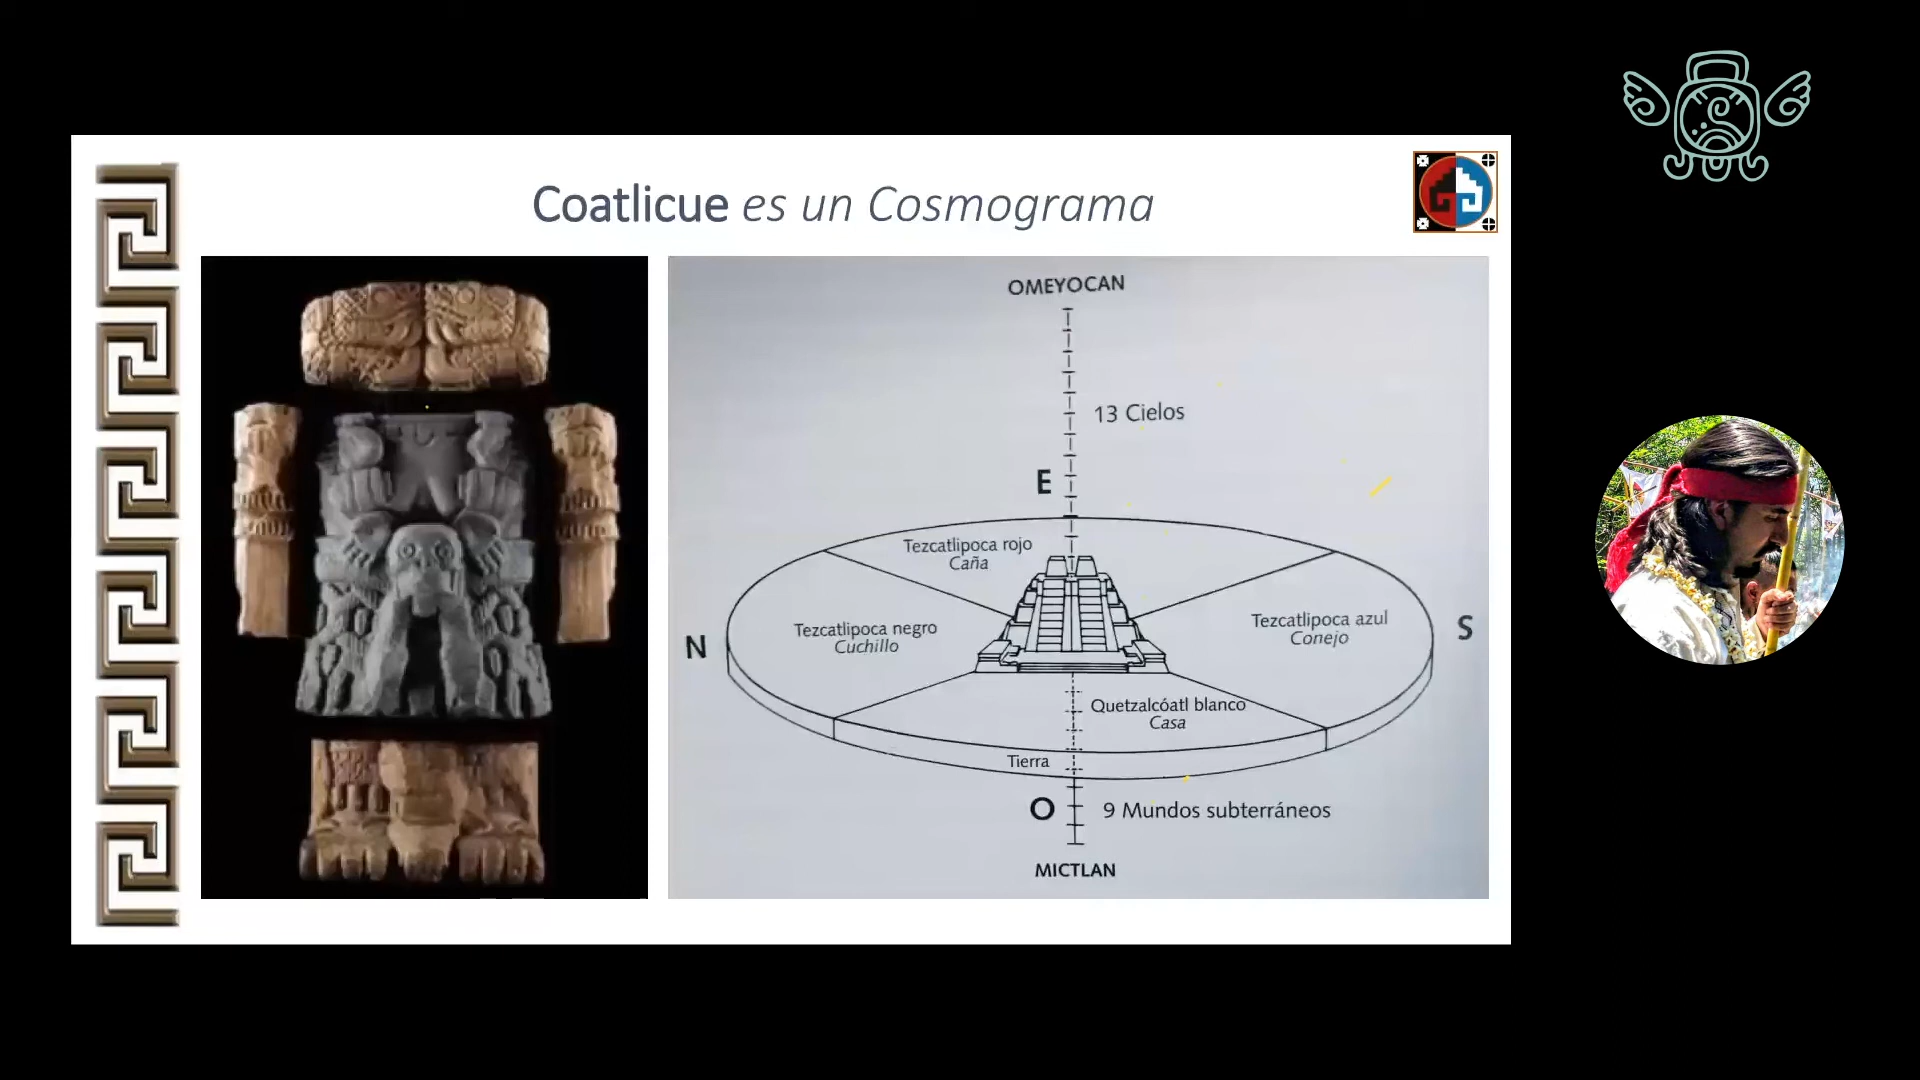 Coatlicue es un Cosmograma
OMEYOCAN
13 Cielos
E
Tezcatlipoca rojo
Caña
Tezcatlipoca negro
Cuchillo
Tezcatlipoca azul
Conejo
N
S
Quetzalcóatl blanco
Casa
Tierra
O
9 Mundos subterráneos
MICTLAN